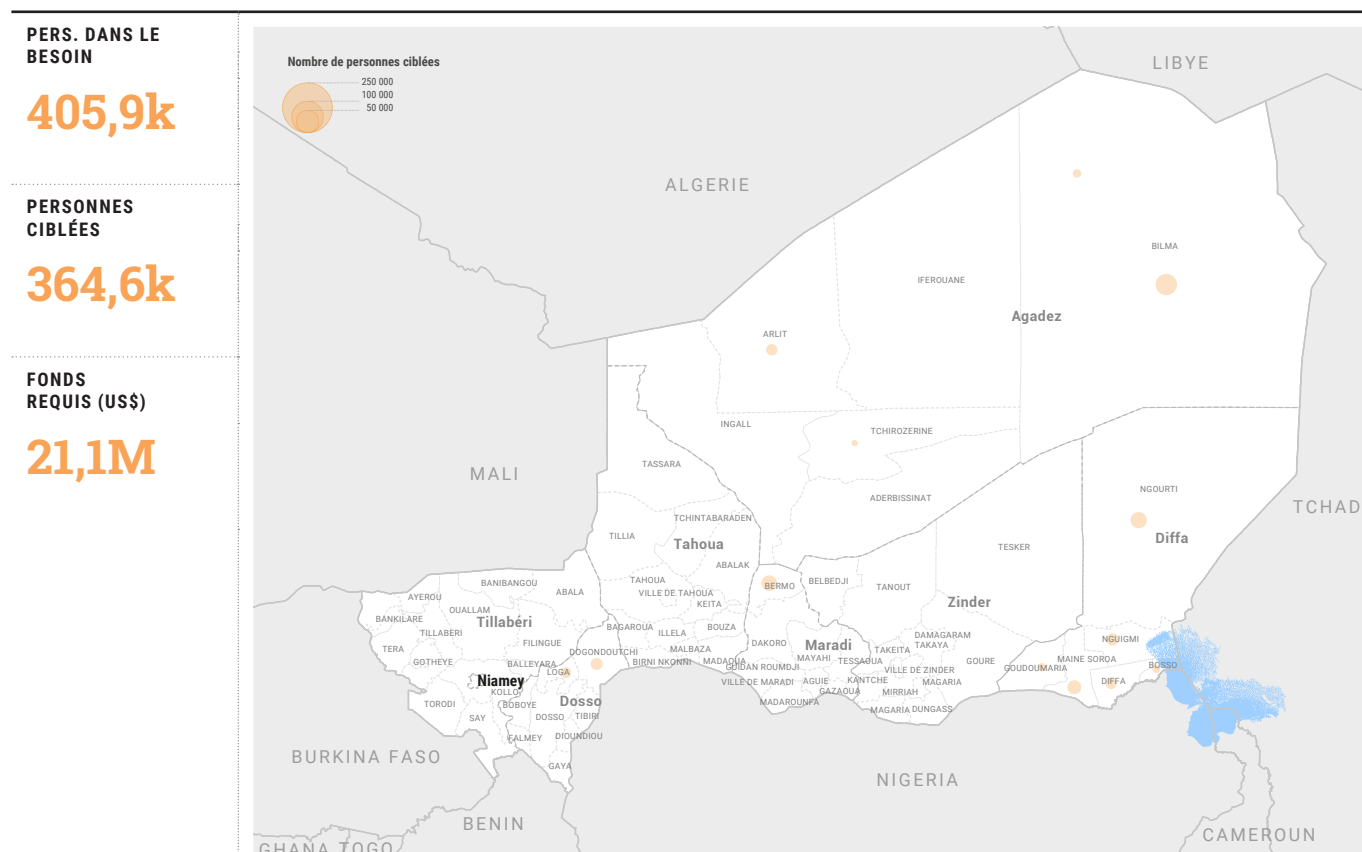 PERS. DANS LE
BESOIN
405,9k
PERSONNES
CIBLÉES
364,6k
FONDS
REQUIS (US$)
21,1M
Nombre de personnes ciblées
250 000
100 000
50 000
LIBYE
ALGERIE
BILMA
IFEROUANE
Agadez
ARLIT
INGALL
TCHIROZERINE
TASSARA
MALI
NGOURTI
ADERBISSINAT
TCHAD
TCHINTABARADEN
TILLIA
Tahoua
Diffa
TESKER
ABALAK
TAHOUA
BELBEDJI
BANIBANGOU
BERMO
TANOUT
ABALA
VILLE DE TAHOUA
AYEROU
KEITA
Zinder
OUALLAM
BANKILARE
Tillabéri
BAGAROUA
BOUZA
TILLABERI
ILLELA
DAMAGARAM
TAKAYA
NGUIGMI
FILINGUE
DAKORO
Maradi
TERA
DOGONDOUTCHI
MALBAZA
TAKEITA
GOTHEYE
BALLEYARA
BIRNI NKONNI
MADAOUA
MAYAHI
TESSAOUA
GOURE
MAINE SOROA
BOSSO
GUIDAN ROUMDJI
GOUDOUMARIA
LOGA
VILLE DE ZINDER
Niamey
VILLE DE MARADI
AGUIE
KANTCHE
MAGARIA
DIFFA
KOLLO
GAZAOUA
MIRRIAH
TORODI
BOBOYE
Dosso
MADAROUNFA
MAGARIA
DUNGASS
SAY
DOSSO
TIBIRI
FALMEY
DIOUNDIOU
BURKINA FASO
GAYA
NIGERIA
BENIN
CAMEROUN
GHANA
TOGO